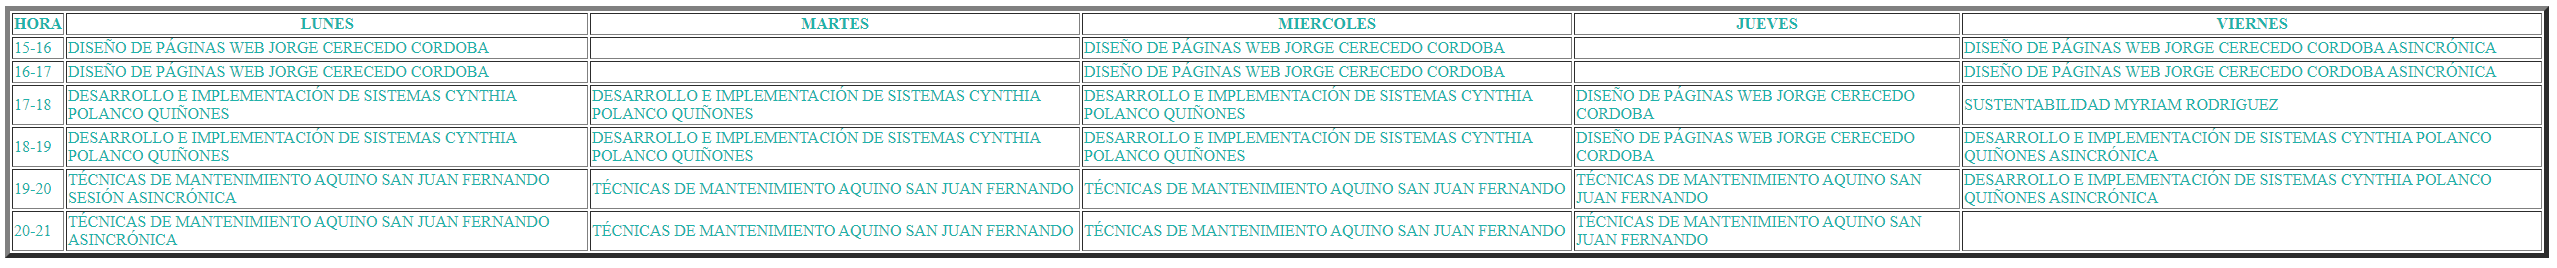 HORA LUNES MARTES MIERCOLES JUEVES VIERNES
15-16 DISEÑO DE PÁGINAS WEB JORGE CERECEDO CORDOBA DISEÑO DE PÁGINAS WEB JORGE CERECEDO CORDOBA DISEÑO DE PÁGINAS WEB JORGE CERECEDO CORDOBA ASINCRÓNICA
16-17 DISEÑO DE PÁGINAS WEB JORGE CERECEDO CORDOBA DISEÑO DE PÁGINAS WEB JORGE CERECEDO CORDOBA DISEÑO DE PÁGINAS WEB JORGE CERECEDO CORDOBA ASINCRÓNICA
17-18
DESARROLLO E IMPLEMENTACIÓN DE SISTEMAS CYNTHIA
POLANCO QUIÑONES
DESARROLLO E IMPLEMENTACIÓN DE SISTEMAS CYNTHIA
POLANCO QUIÑONES
DESARROLLO E IMPLEMENTACIÓN DE SISTEMAS CYNTHIA
POLANCO QUIÑONES
DISEÑO DE PÁGINAS WEB JORGE CERECEDO
CORDOBA
SUSTENTABILIDAD MYRIAM RODRIGUEZ
18-19
DESARROLLO E IMPLEMENTACIÓN DE SISTEMAS CYNTHIA
POLANCO QUIÑONES
DESARROLLO E IMPLEMENTACIÓN DE SISTEMAS CYNTHIA
POLANCO QUIÑONES
DESARROLLO E IMPLEMENTACIÓN DE SISTEMAS CYNTHIA
POLANCO QUIÑONES
DISEÑO DE PÁGINAS WEB JORGE CERECEDO
CORDOBA
DESARROLLO E IMPLEMENTACIÓN DE SISTEMAS CYNTHIA POLANCO
QUIÑONES ASINCRÓNICA
19-20
TÉCNICAS DE MANTENIMIENTO AQUINO SAN JUAN FERNANDO
SESIÓN ASINCRÓNICA
TÉCNICAS DE MANTENIMIENTO AQUINO SAN JUAN FERNANDO
TÉCNICAS DE MANTENIMIENTO AQUINO SAN JUAN FERNANDO
TÉCNICAS DE MANTENIMIENTO AQUINO SAN
JUAN FERNANDO
DESARROLLO E IMPLEMENTACIÓN DE SISTEMAS CYNTHIA POLANCO
QUIÑONES ASINCRÓNICA
20-21
TÉCNICAS DE MANTENIMIENTO AQUINO SAN JUAN FERNANDO
ASINCRÓNICA
TÉCNICAS DE MANTENIMIENTO AQUINO SAN JUAN FERNANDO
TÉCNICAS DE MANTENIMIENTO AQUINO SAN JUAN FERNANDO
TÉCNICAS DE MANTENIMIENTO AQUINO SAN
JUAN FERNANDO